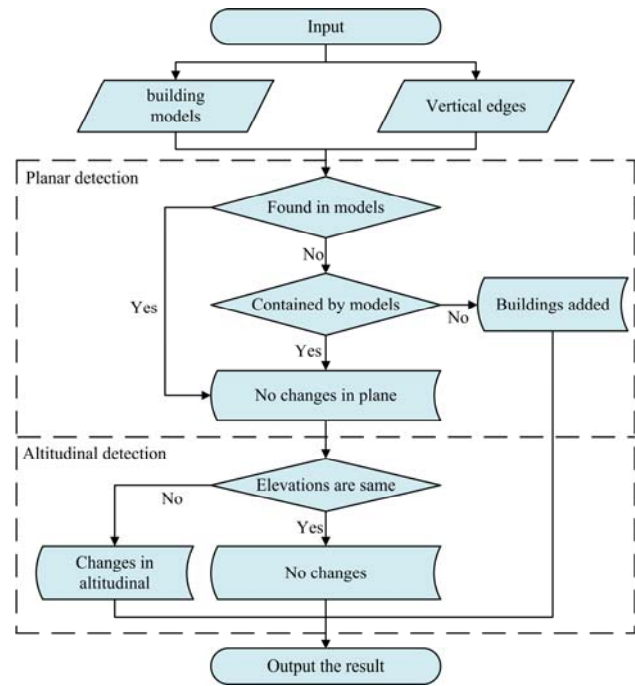 Input
building
models
Vertical edges
Planar detection
Found in models
No
Yes
Contained by models
No
Buildings added
Yes
No changes in plane
Altitudinal detection
Elevations are same
No
Yes
Changes in
altitudinal
No changes
Output the result